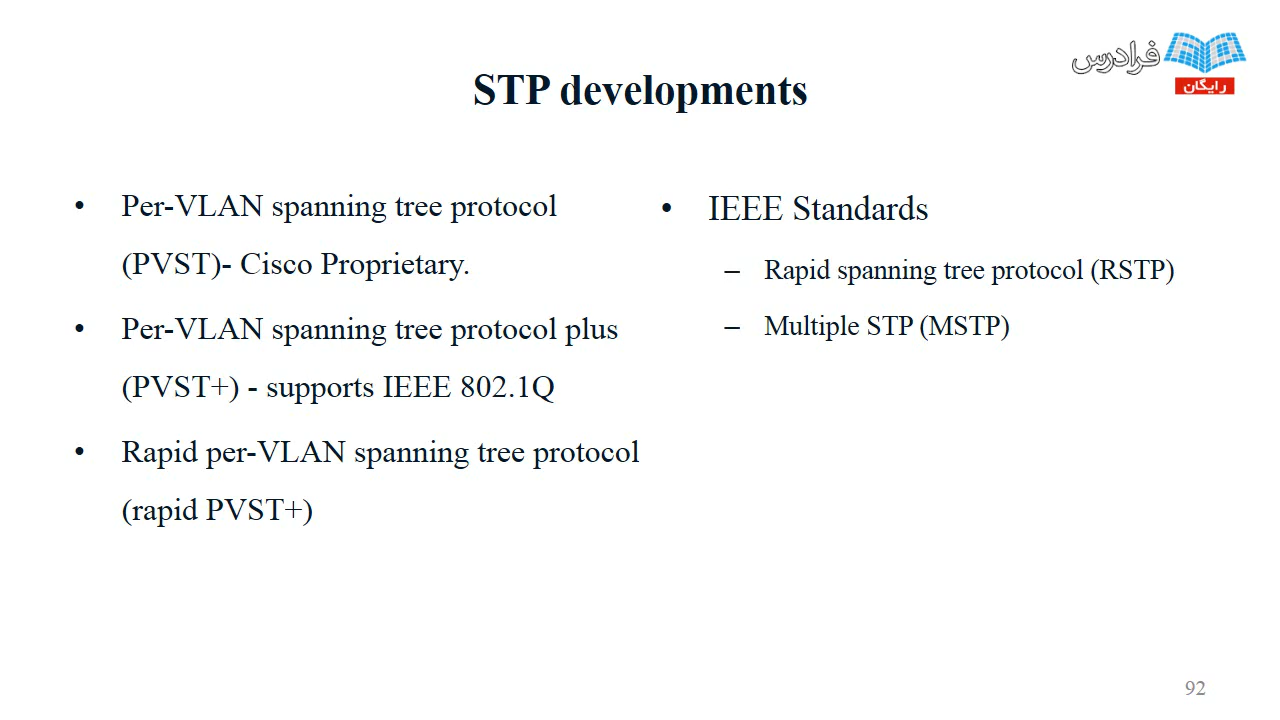 فرادرس
رایگان
STP developments
• Per-VLAN spanning tree protocol
(PVST)- Cisco Proprietary.
• Per-VLAN spanning tree protocol plus
(PVST+) - supports IEEE 802.1Q
• Rapid per-VLAN spanning tree protocol
(rapid PVST+)
• IEEE Standards
– Rapid spanning tree protocol (RSTP)
– Multiple STP (MSTP)
92